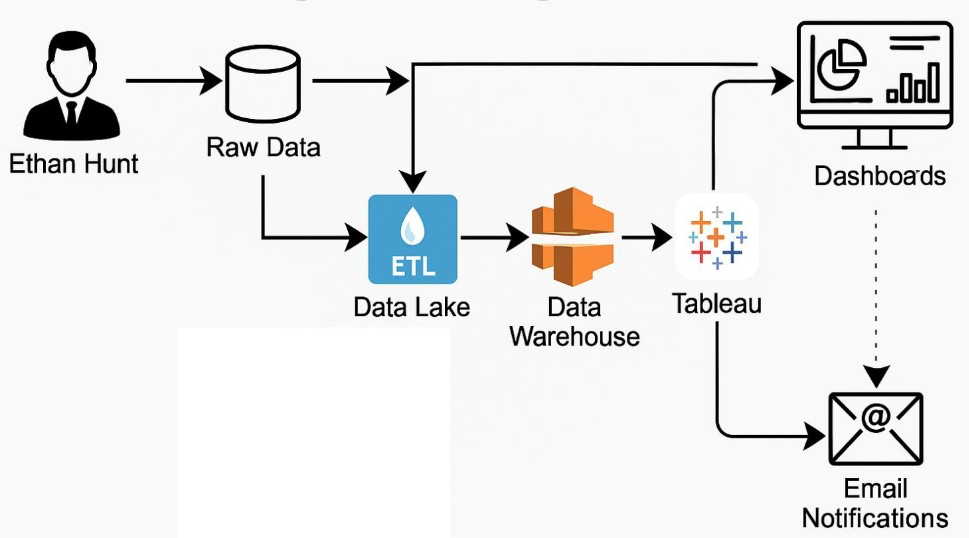 Ethan Hunt
Raw Data
Dashboards
ETL
Data Lake
Data
Warehouse
Tableau
@
Email
Notifications